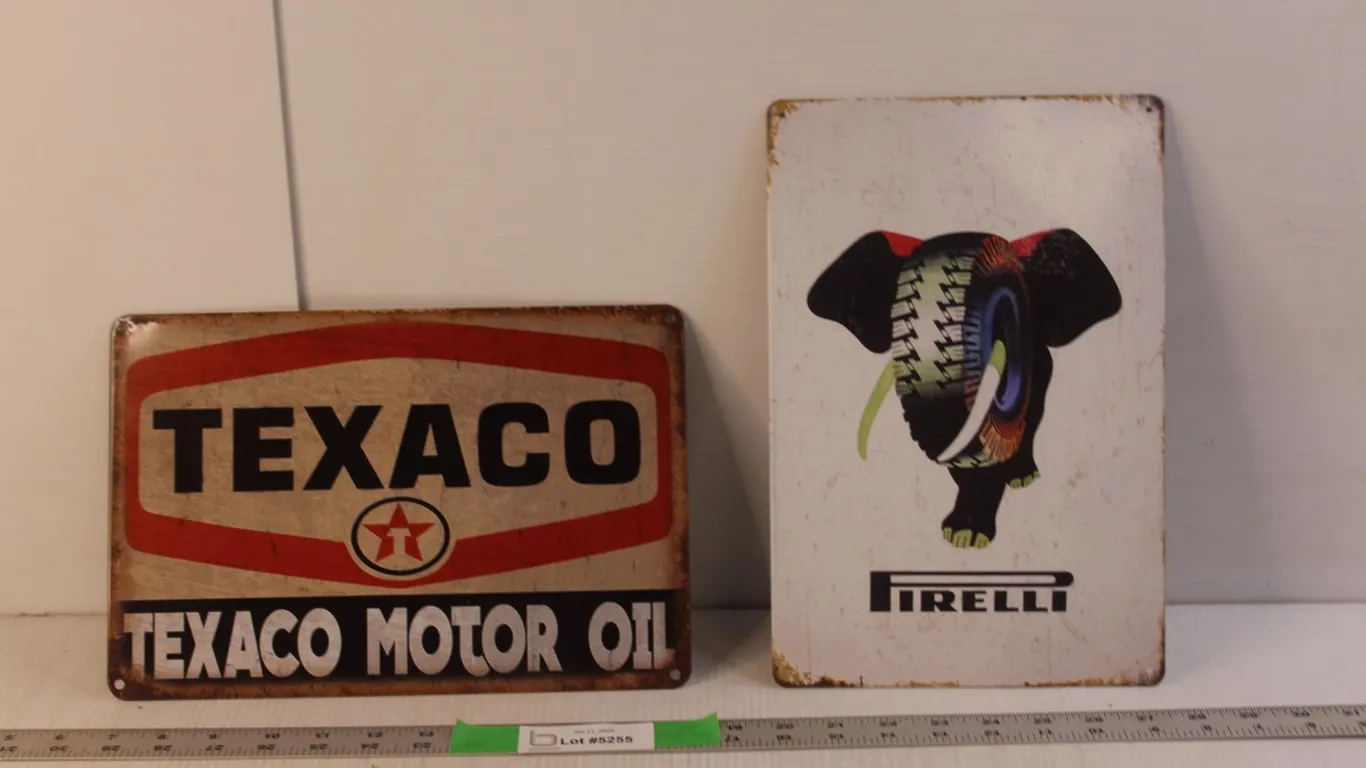 TEXACO
T
TEXACO MOTOR OIL
PIRELLI
Lot #5255